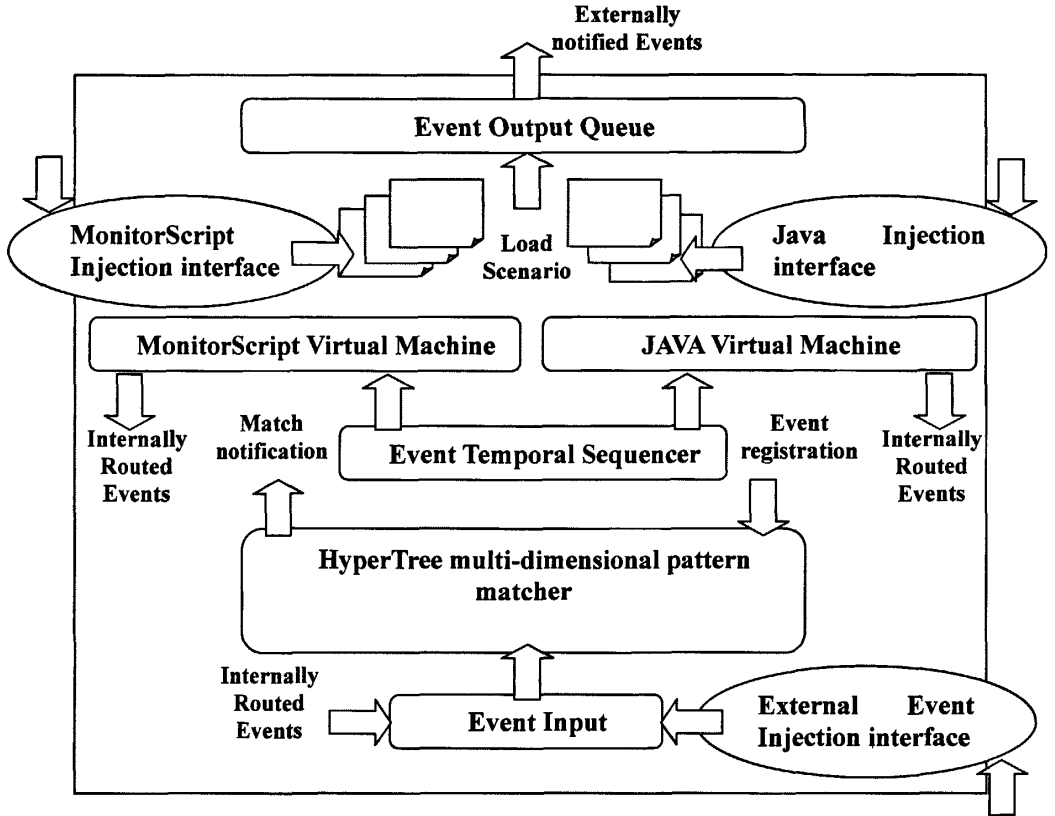 Externally
notified Events
Event Output Queue
MonitorScript
Injection interface
Load
Scenario
Java Injection
interface
MonitorScript Virtual Machine
JAVA Virtual Machine
Internally
Routed
Events
Match
notification
Event Temporal Sequencer
Event
registration
Internally
Routed
Events
HyperTree multi-dimensional pattern
matcher
Internally
Routed
Events
Event Input
External Event
Injection interface